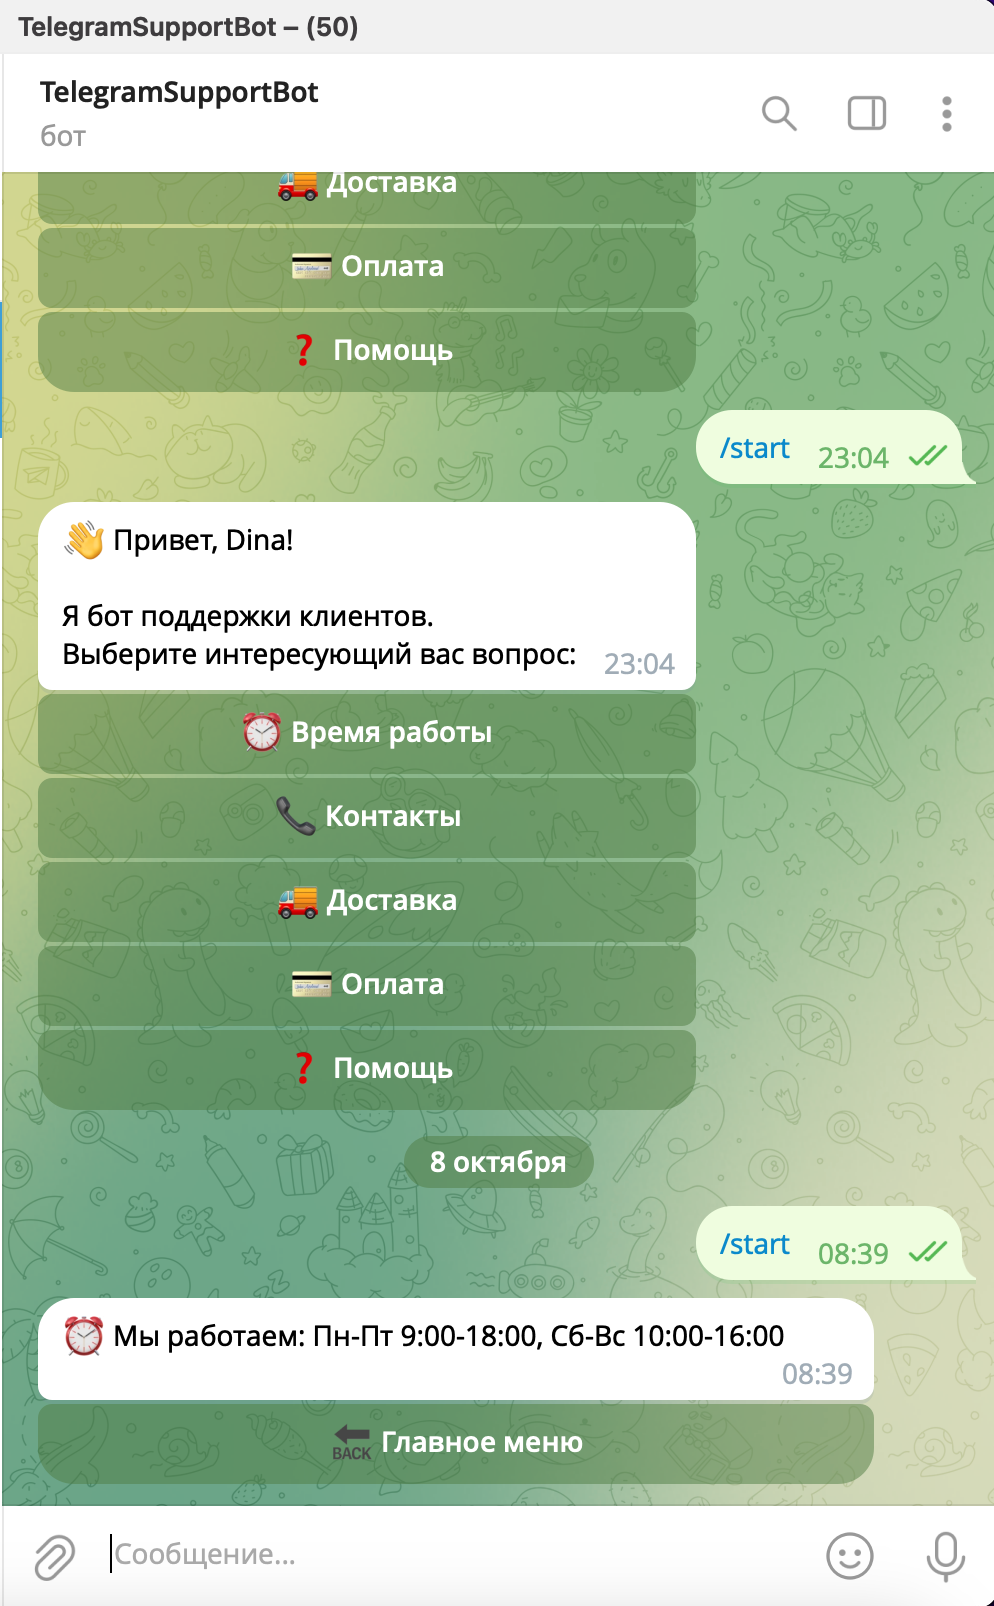 TelegramSupportBot – (50)
TelegramSupportBot
бот
🚚 Доставка
💳 Оплата
❓ Помощь
/start 23:04
👋 Привет, Dina!
Я бот поддержки клиентов.
Выберите интересующий вас вопрос: 23:04
⏰ Время работы
📞 Контакты
🚚 Доставка
💳 Оплата
❓ Помощь
8 октября
/start 08:39
⏰ Мы работаем: Пн-Пт 9:00-18:00, Сб-Вс 10:00-16:00
08:39
🔙 Главное меню
Сообщение...